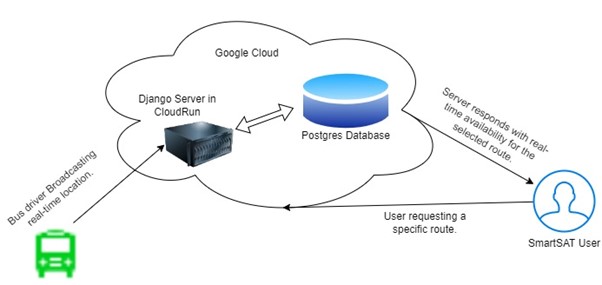 Google Cloud
Django Server in
CloudRun
Postgres Database
Bus driver Broadcasting
real-time location.
Server responds with real-
time availability for the
selected route.
User requesting a
specific route.
SmartSAT User